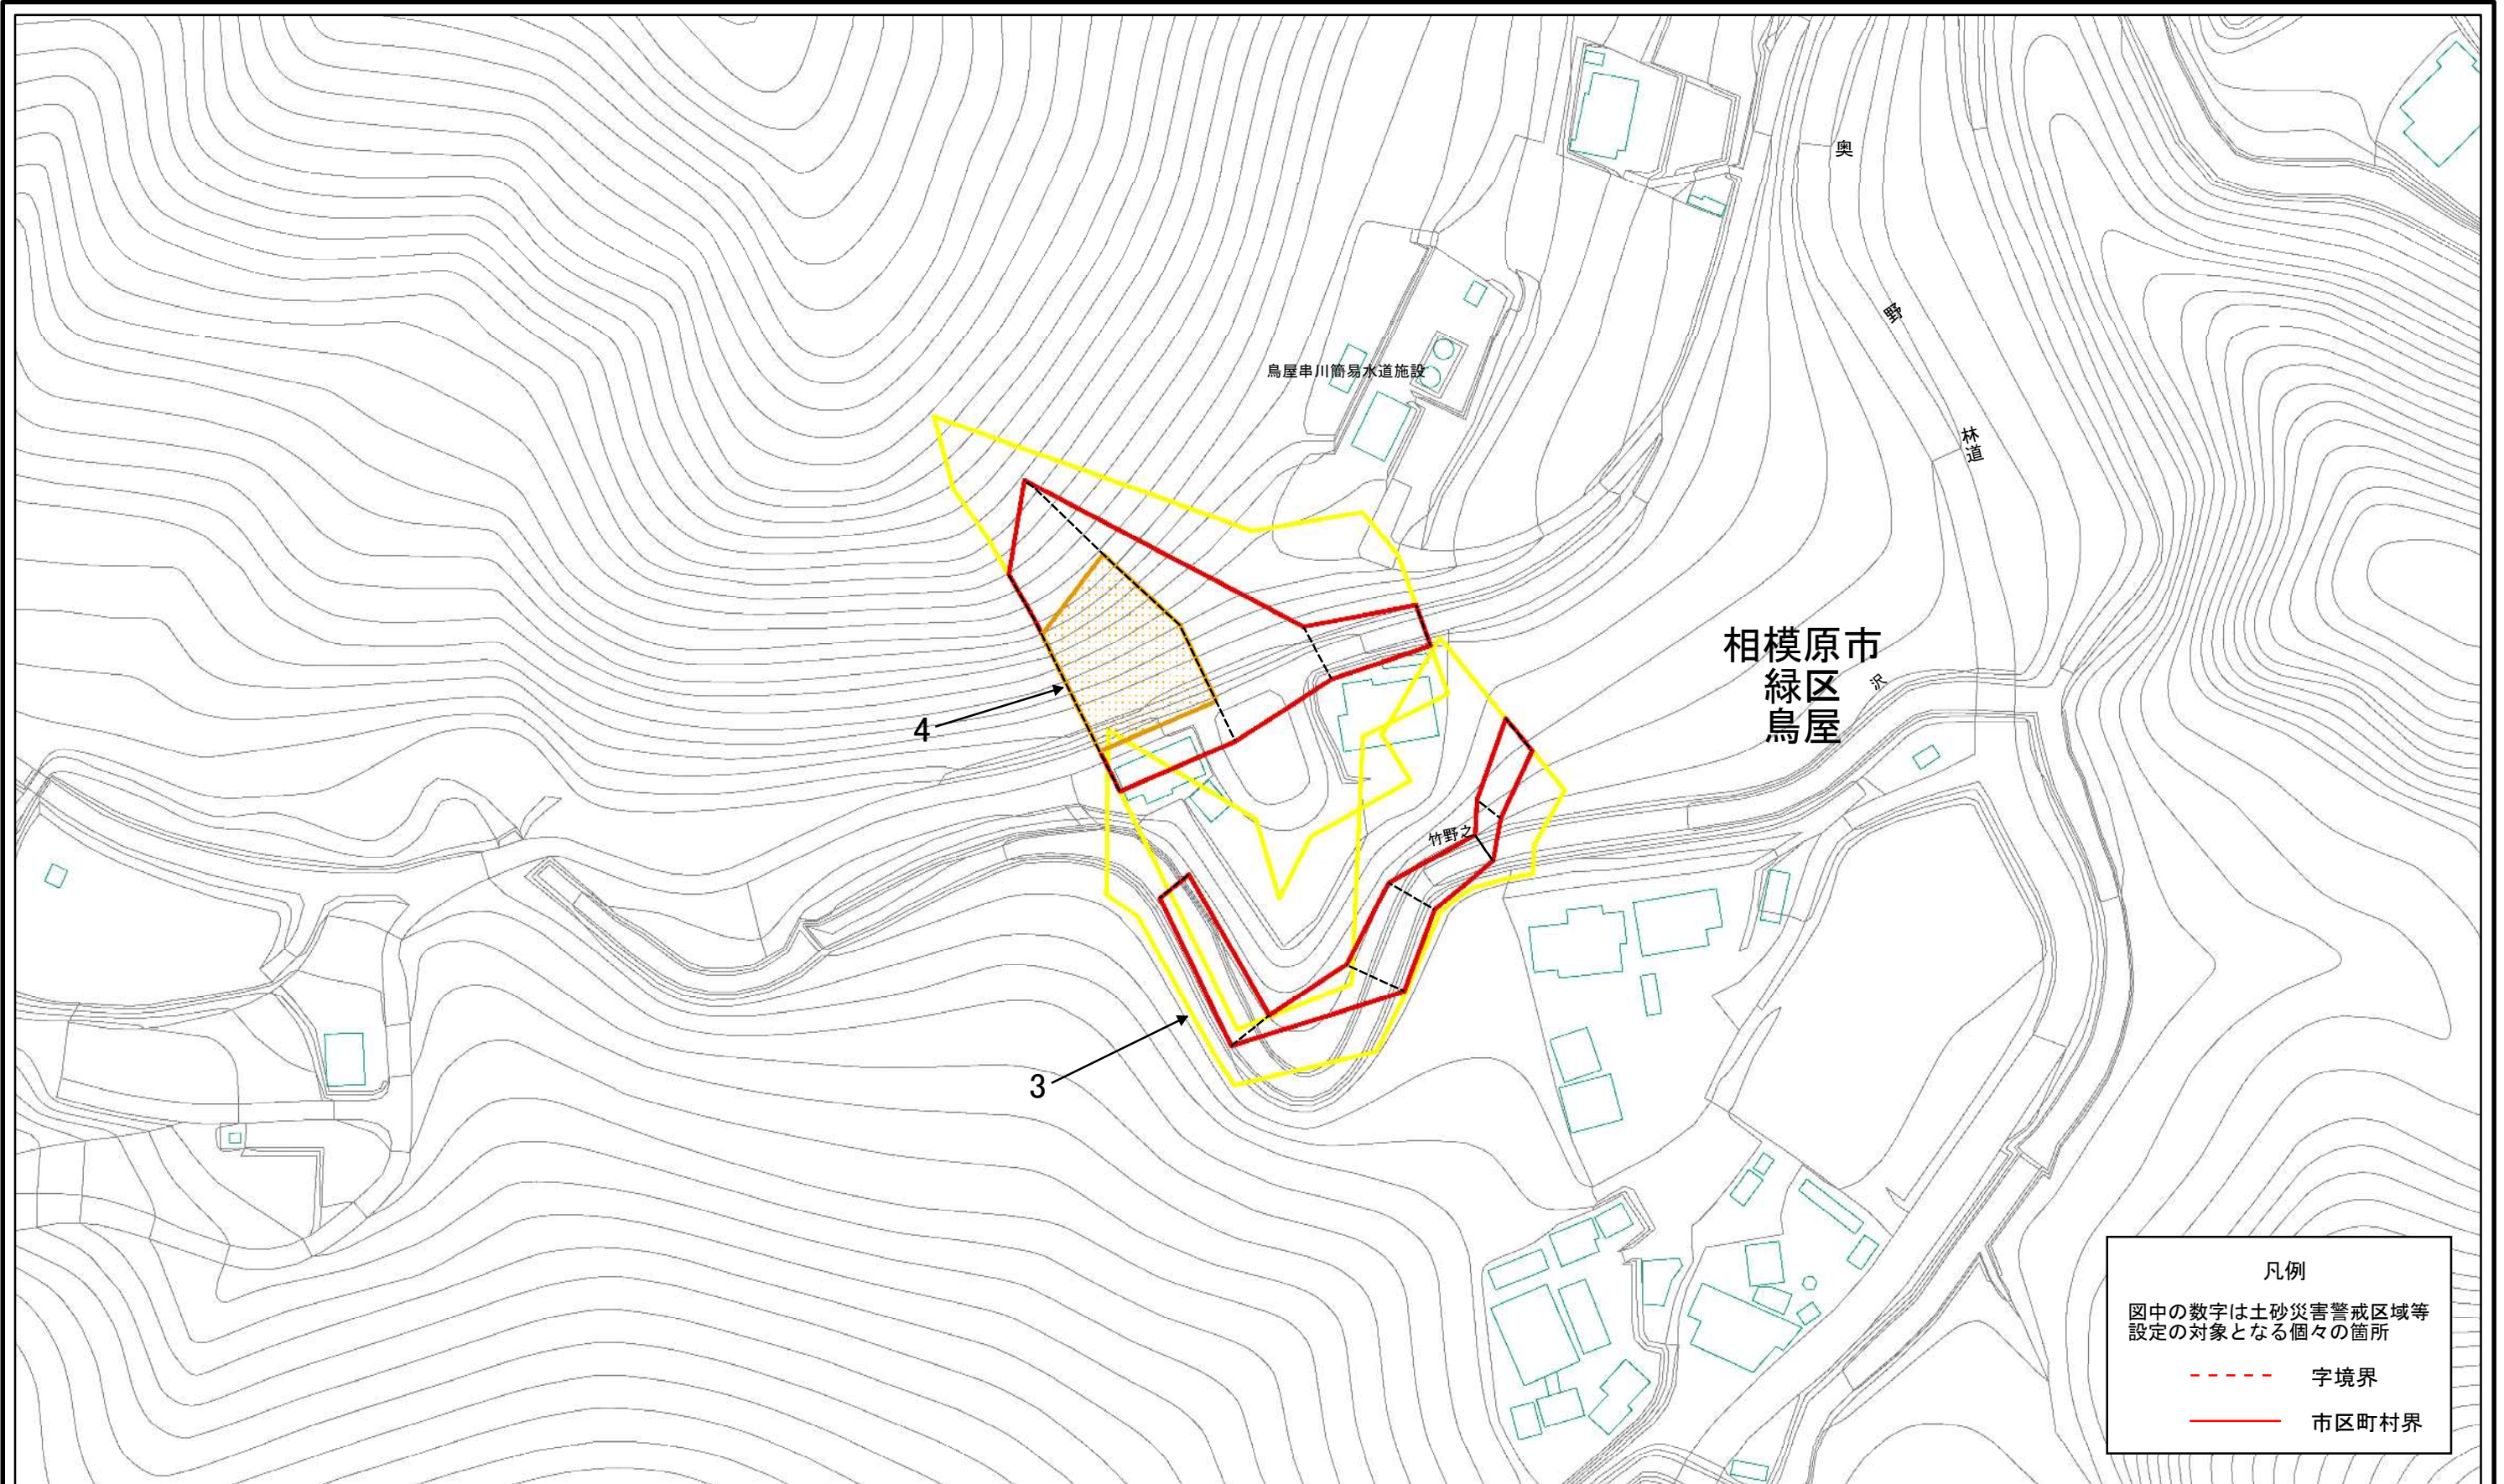 奥
野
林
道
鳥屋串川簡易水道施設
相模原市
緑区
鳥屋
沢
竹野之
4
3
凡例
図中の数字は土砂災害警戒区域等
設定の対象となる個々の箇所
字境界
市区町村界